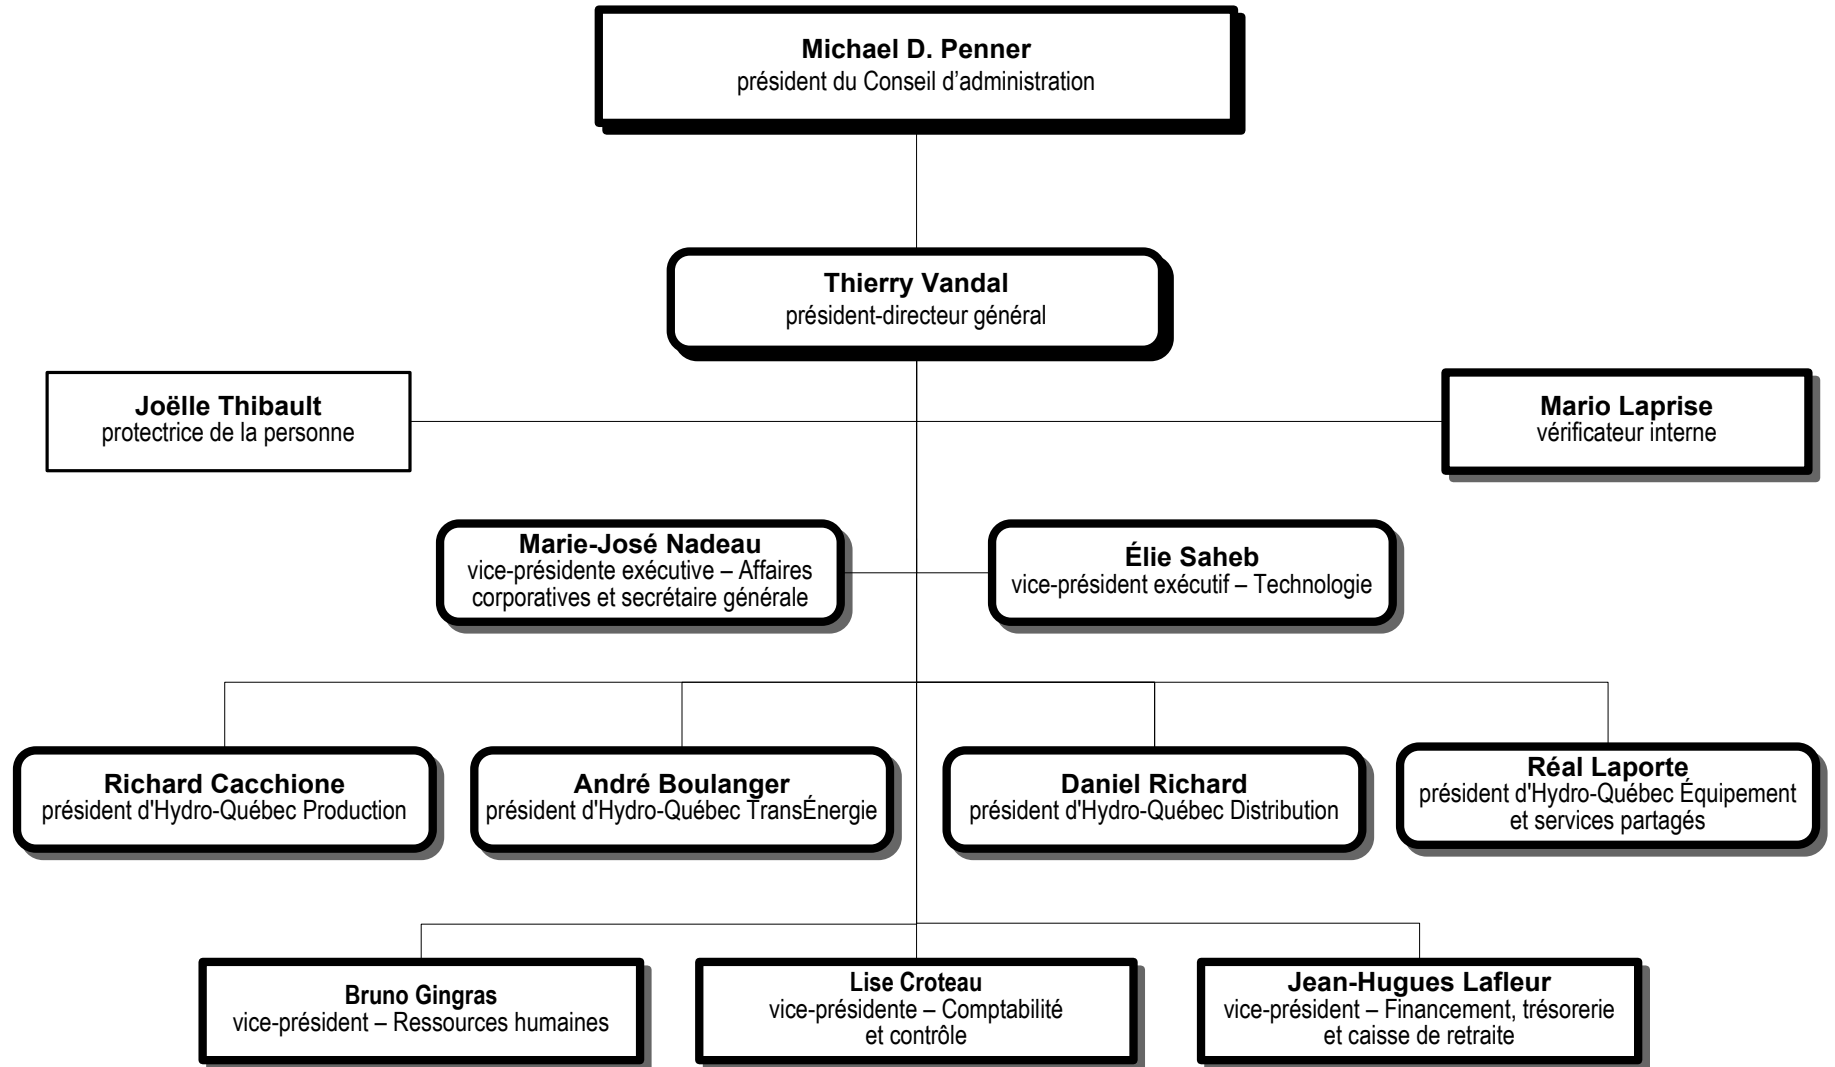 Michael D. Penner
président du Conseil d’administration
Thierry Vandal
président-directeur général
Joëlle Thibault
protectrice de la personne
Mario Laprise
vérificateur interne
Marie-José Nadeau
vice-présidente exécutive – Affaires
corporatives et secrétaire générale
Élie Saheb
vice-président exécutif – Technologie
Richard Cacchione
président d'Hydro-Québec Production
André Boulanger
président d'Hydro-Québec TransÉnergie
Daniel Richard
président d'Hydro-Québec Distribution
Réal Laporte
président d'Hydro-Québec Équipement
et services partagés
Bruno Gingras
vice-président – Ressources humaines
Lise Croteau
vice-présidente – Comptabilité
et contrôle
Jean-Hugues Lafleur
vice-président – Financement, trésorerie
et caisse de retraite